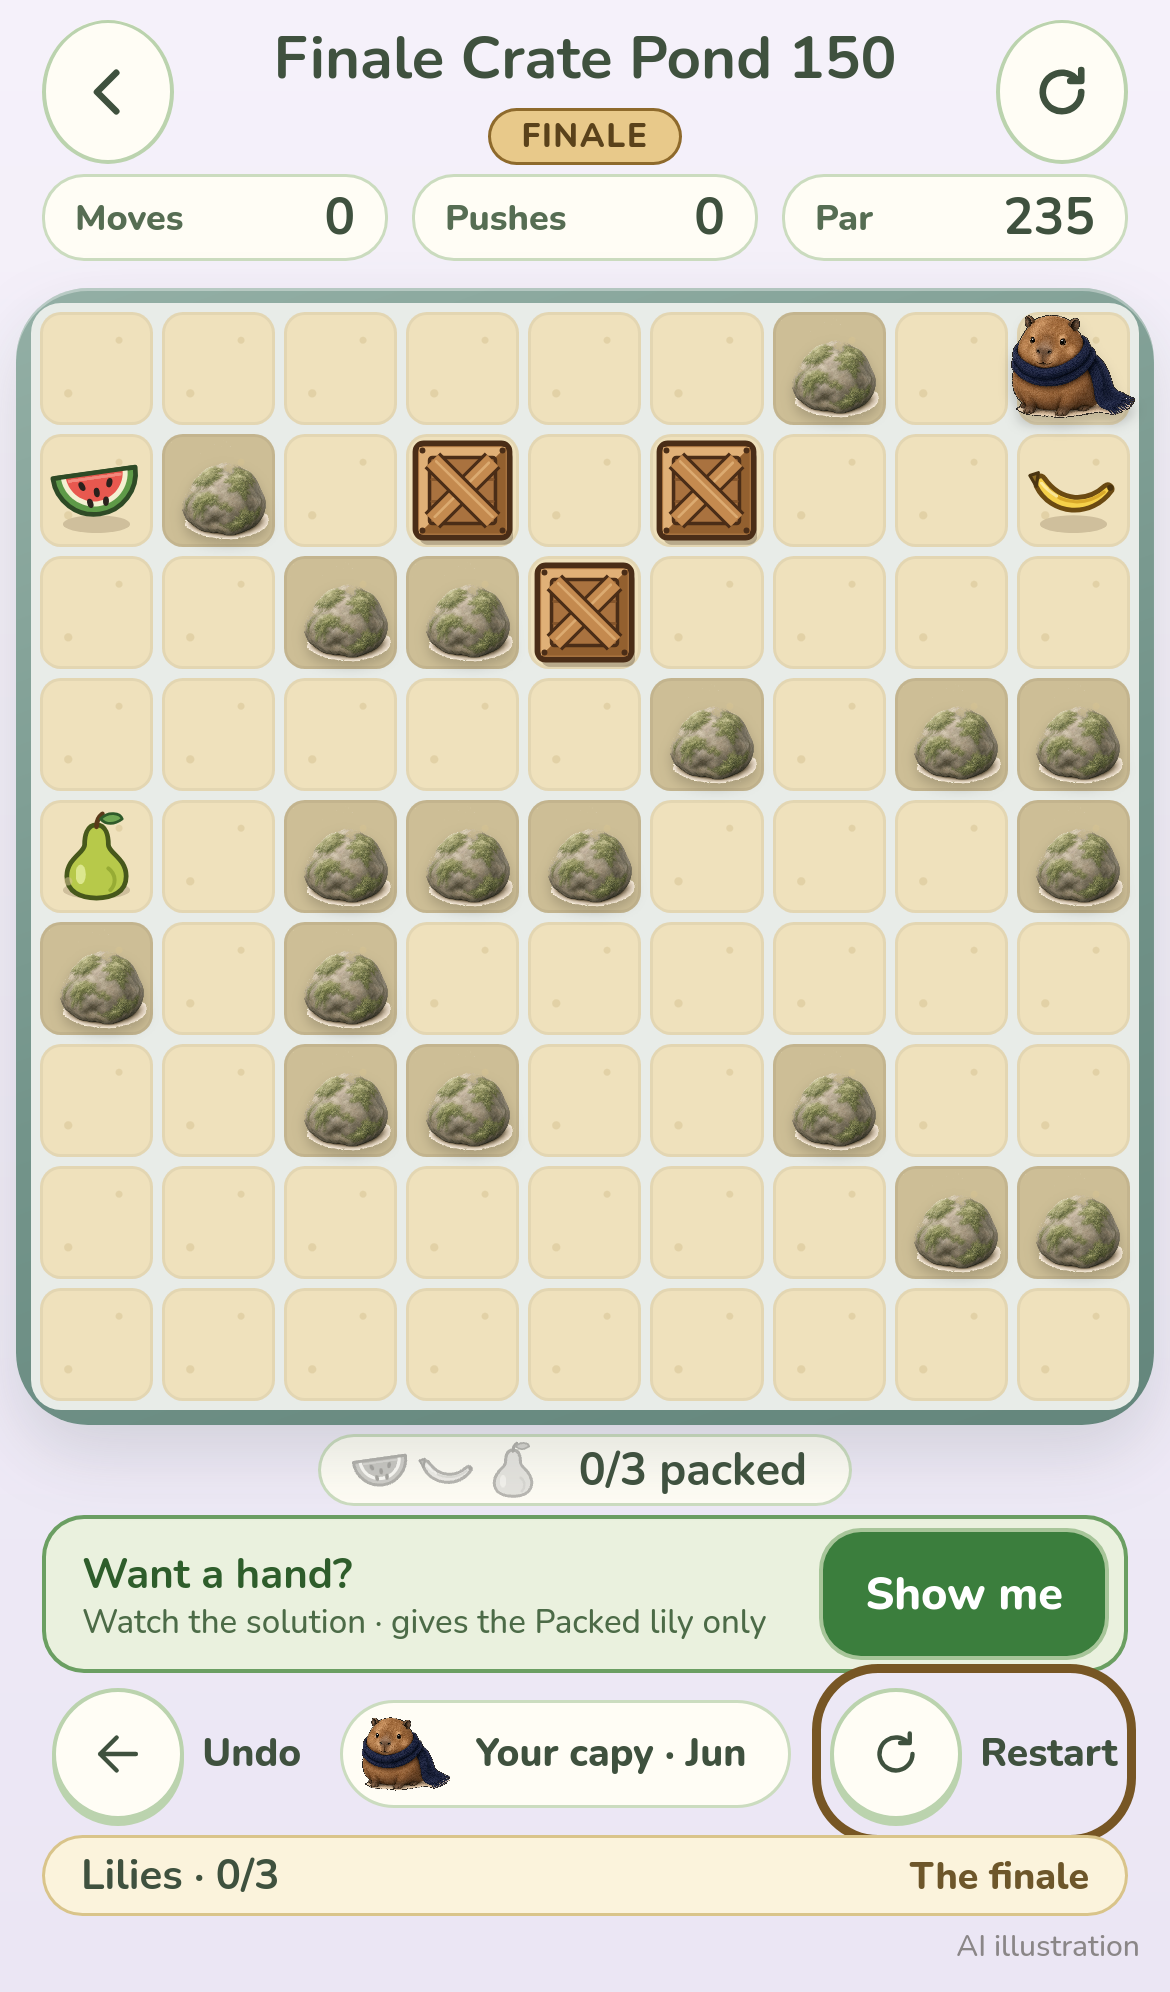 Finale Crate Pond 150
FINALE
Moves 0
Pushes 0
Par 235
0/3 packed
Want a hand?
Watch the solution · gives the Packed lily only
Show me
Undo
Your capy · Jun
Restart
Lilies · 0/3
The finale
AI illustration